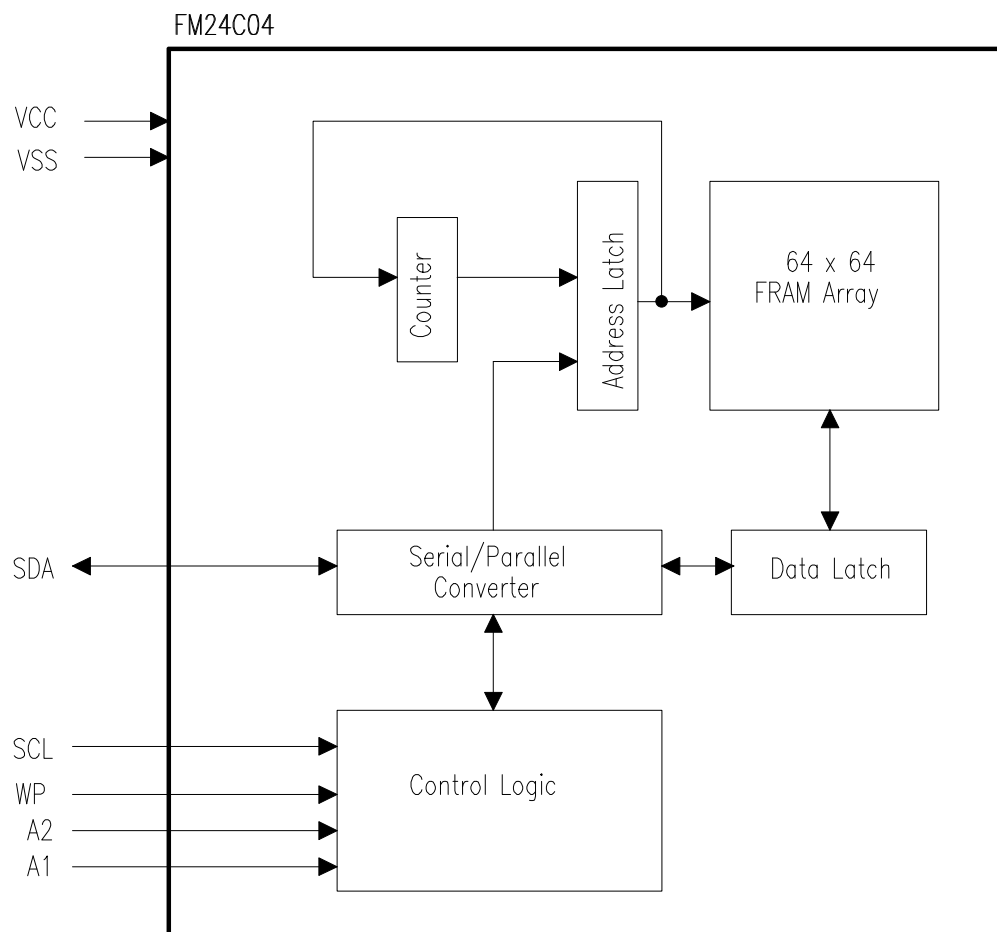 FM24C04
VCC
VSS
Counter
Address Latch
64 x 64
FRAM Array
SDA
Serial/Parallel
Converter
Data Latch
SCL
WP
A2
A1
Control Logic